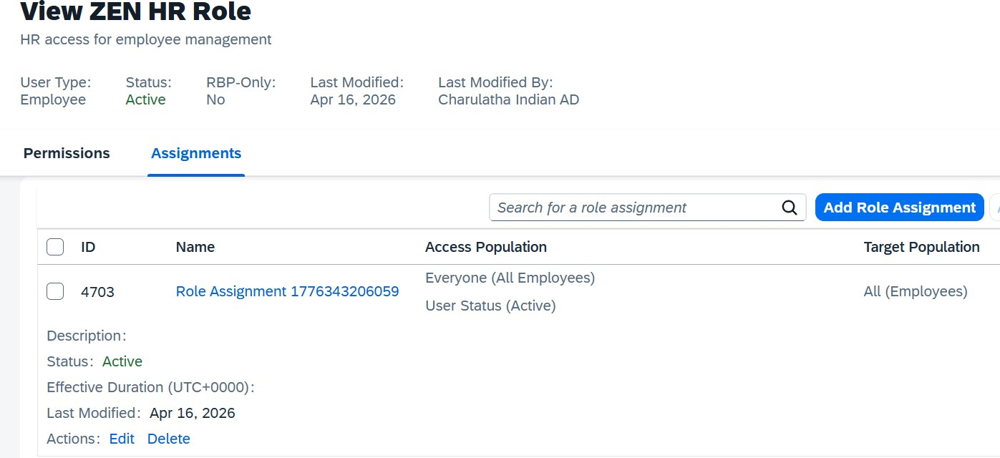 View ZEN HR Role
HR access for employee management
User Type: Status: RBP-Only: Last Modified: Last Modified By:
Employee Active No Apr 16, 2026 Charulatha Indian AD
Permissions Assignments
Search for a role assignment Add Role Assignment
ID Name Access Population Target Population
4703 Role Assignment 1776343206059 Everyone (All Employees) All (Employees)
User Status (Active)
Description:
Status: Active
Effective Duration (UTC+0000):
Last Modified: Apr 16, 2026
Actions: Edit Delete